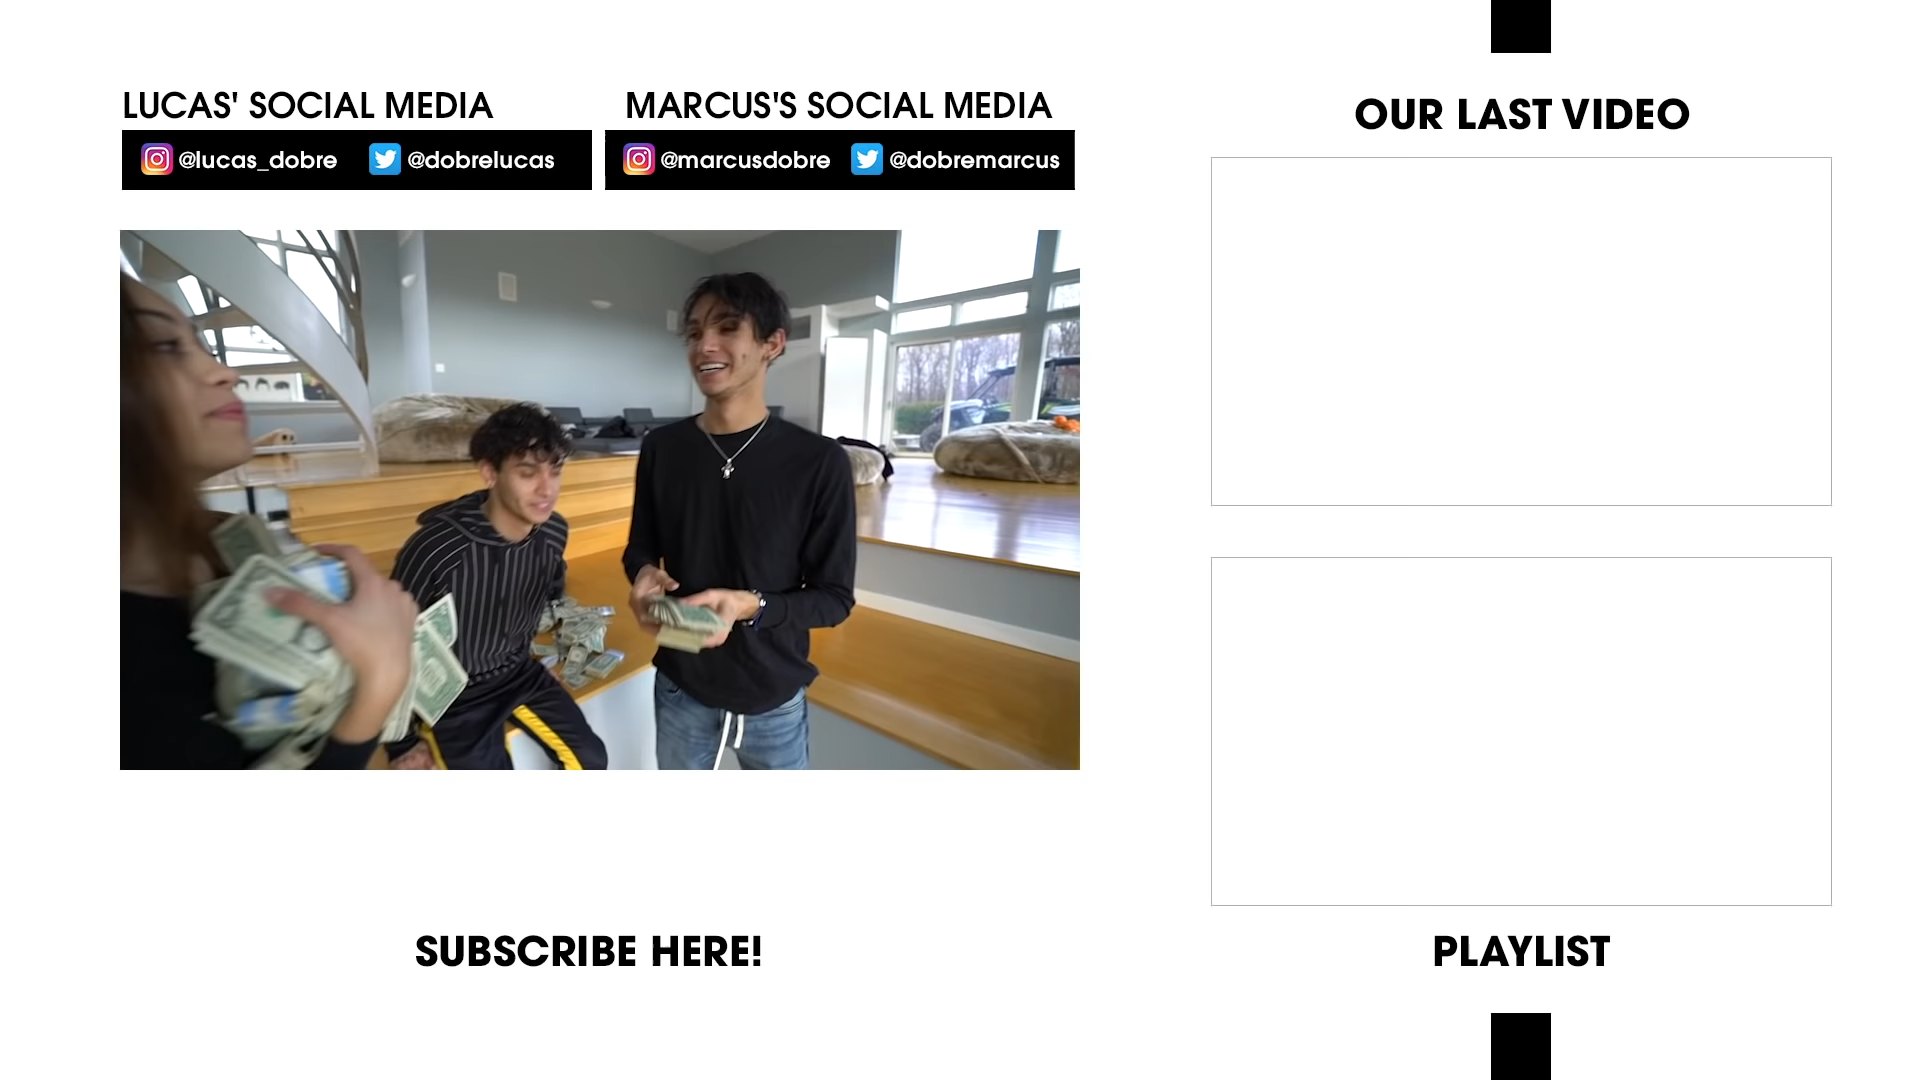 LUCAS' SOCIAL MEDIA
@lucas_dobre @dobrelucas
MARCUS'S SOCIAL MEDIA
@marcusdobre @dobremarcus
OUR LAST VIDEO
SUBSCRIBE HERE!
PLAYLIST